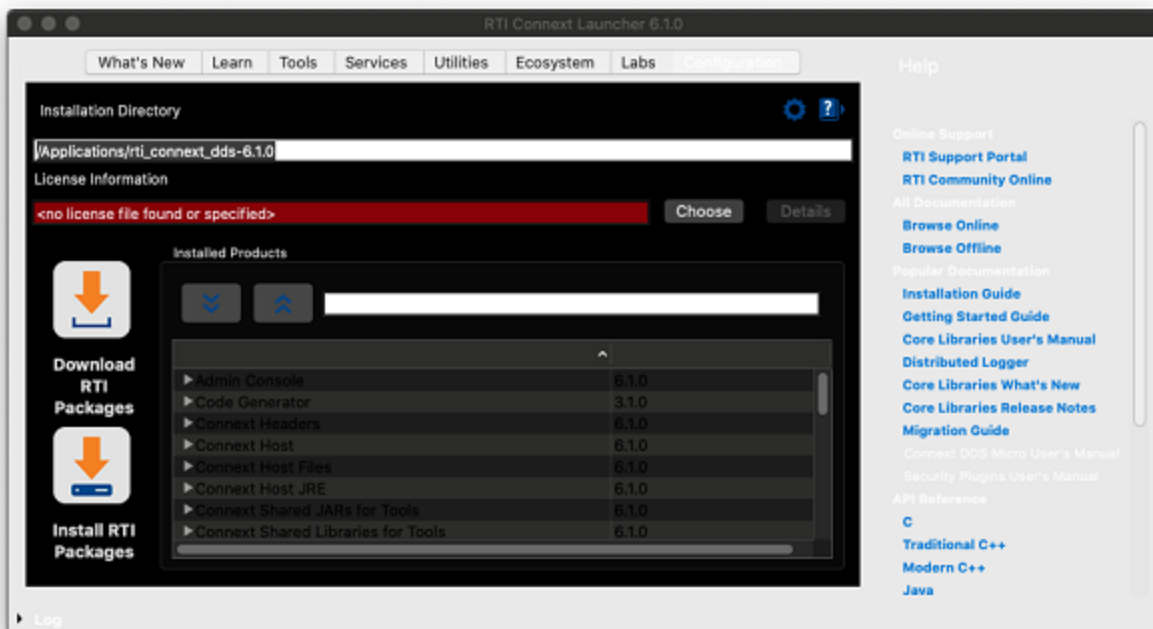 RTI Connext Launcher 6.1.0
What's New Learn Tools Services Utilities Ecosystem Labs Configuration
Installation Directory
?
/Applications/rti_connext_dds-6.1.0
License Information
<no license file found or specified>
Choose
Details
Download
RTI
Packages
Install RTI
Packages
Installed Products
Admin Console 6.1.0
Code Generator 3.1.0
Connext Headers 6.1.0
Connext Host 6.1.0
Connext Host Files 6.1.0
Connext Host JRE 6.1.0
Connext Shared JARs for Tools 6.1.0
Connext Shared Libraries for Tools 6.1.0
Log
Help
Online Support
RTI Support Portal
RTI Community Online
All Documentation
Browse Online
Browse Offline
Popular Documentation
Installation Guide
Getting Started Guide
Core Libraries User's Manual
Distributed Logger
Core Libraries What's New
Core Libraries Release Notes
Migration Guide
Connext DDS Micro User's Manual
Security Plugins User's Manual
API Reference
C
Traditional C++
Modern C++
Java